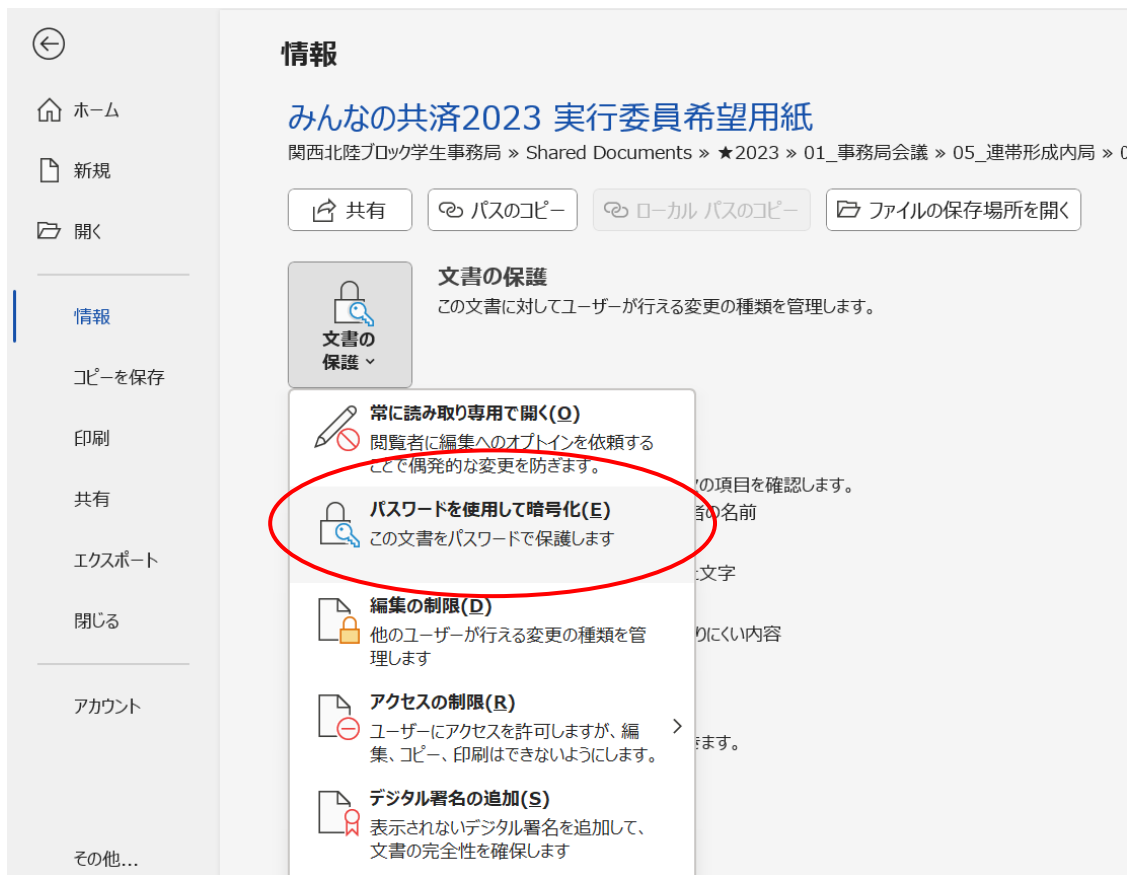 情報
ホーム
新規
開く
情報
コピーを保存
印刷
共有
エクスポート
閉じる
アカウント
その他...
みんなの共済2023 実行委員希望用紙
関西北陸ブロック学生事務局 » Shared Documents » ★2023 » 01_事務局会議 » 05_連帯形成内局 » 0
共有
パスのコピー
ローカル パスのコピー
ファイルの保存場所を開く
文書の
保護
文書の保護
この文書に対してユーザーが行える変更の種類を管理します。
常に読み取り専用で開く(O)
閲覧者に編集へのオプトインを依頼する
ことで偶発的な変更を防ぎます。
パスワードを使用して暗号化(E)
この文書をパスワードで保護します
編集の制限(D)
他のユーザーが行える変更の種類を管
理します
アクセスの制限(R)
ユーザーにアクセスを許可しますが、編
集、コピー、印刷はできないようにします。
デジタル署名の追加(S)
表示されないデジタル署名を追加して、
文書の完全性を確保します
の項目を確認します。
者の名前
文字
りにくい内容
きます。